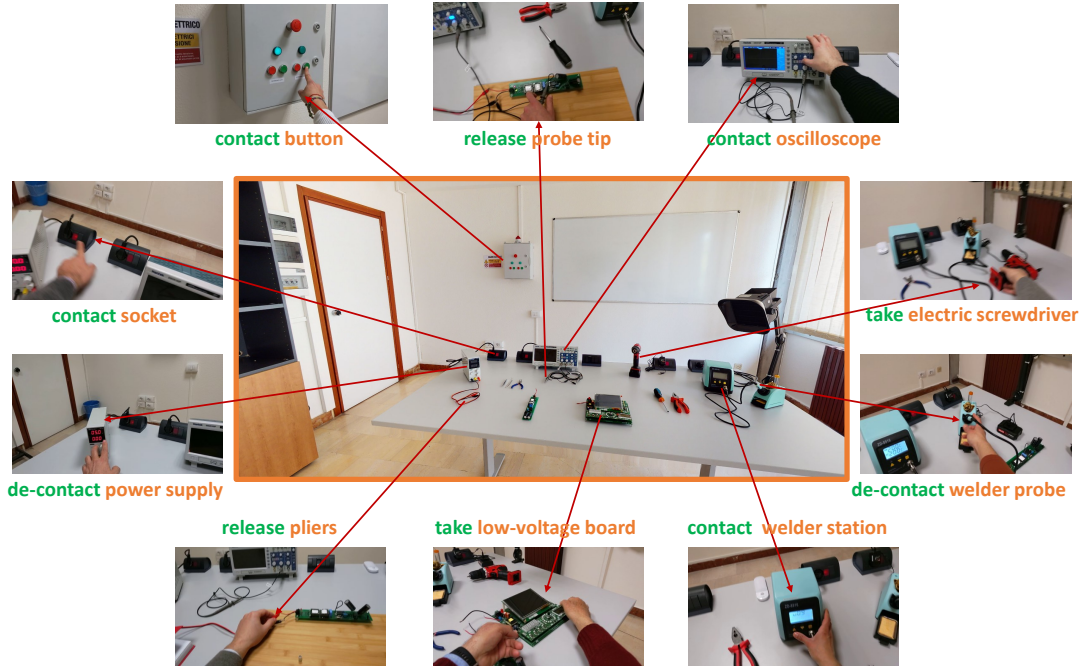 ETTRICO
contact button
release probe tip
contact oscilloscope
contact socket
take electric screwdriver
de-contact power supply
de-contact welder probe
release pliers
take low-voltage board
contact welder station